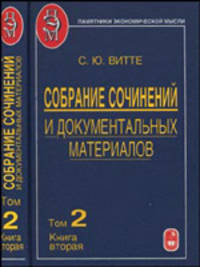 ПАМЯТНИКИ ЭКОНОМИЧЕСКОЙ МЫСЛИ
С. Ю. ВИТТЕ
СОБРАНИЕ СОЧИНЕНИЙ
И ДОКУМЕНТАЛЬНЫХ
МАТЕРИАЛОВ
Том 2
Книга
вторая
СОБРАНИЕ СОЧИНЕНИЙ
И ДОКУМЕНТАЛЬНЫХ МАТЕРИАЛОВ
Том
2
Книга
вторая